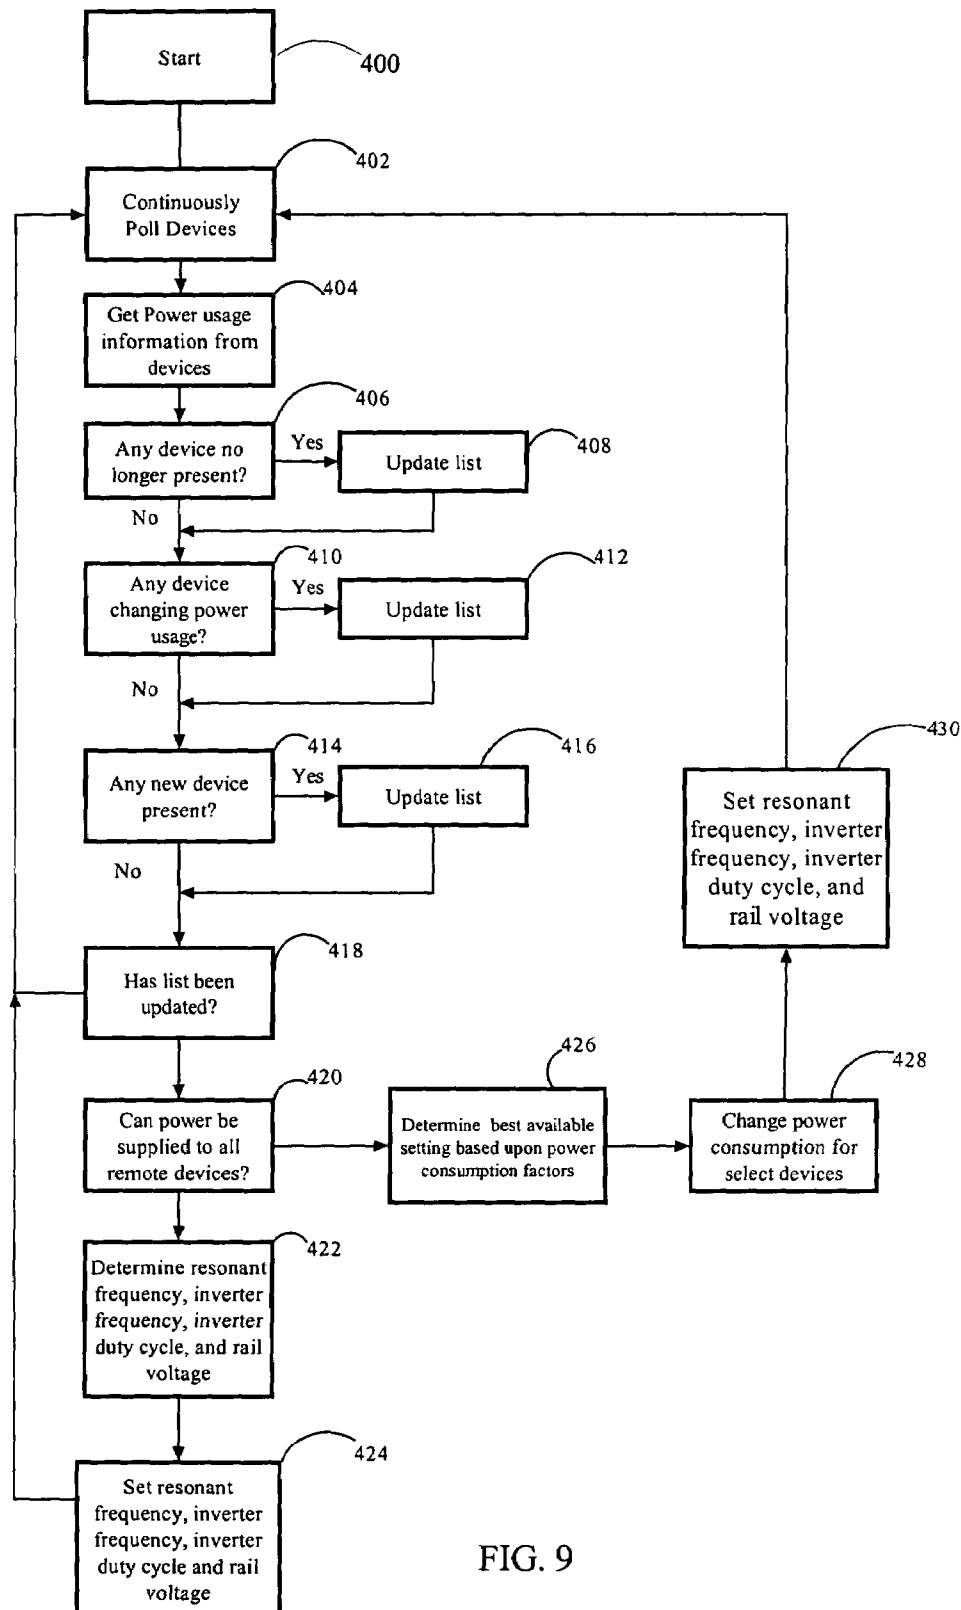 Start
400
402
Continuously
Poll Devices
404
Get Power usage
information from
devices
406
Any device no
longer present?
Yes
Update list
408
No
410
Any device
changing power
usage?
Yes
Update list
412
No
414
Any new device
present?
Yes
Update list
416
No
430
Set resonant
frequency, inverter
frequency, inverter
duty cycle, and
rail voltage
418
Has list been
updated?
420
Can power be
supplied to all
remote devices?
426
Determine best available
setting based upon power
consumption factors
428
Change power
consumption for
select devices
422
Determine resonant
frequency, inverter
frequency, inverter
duty cycle, and rail
voltage
424
Set resonant
frequency, inverter
frequency, inverter
duty cycle and rail
voltage
FIG. 9